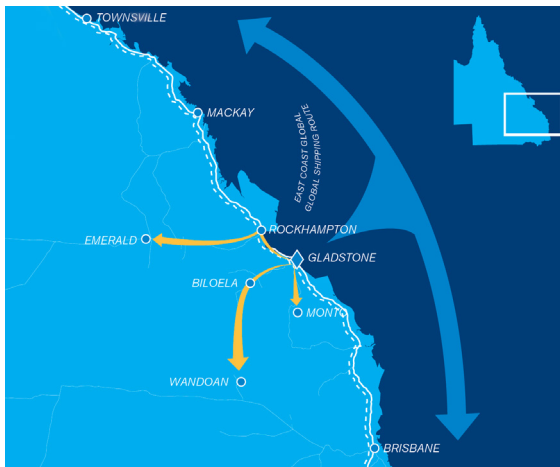 TOWNSVILLE
MACKAY
EAST COAST GLOBAL
GLOBAL SHIPPING ROUTE
ROCKHAMPTON
EMERALD
GLADSTONE
BILOELA
MONTO
WANDOAN
BRISBANE